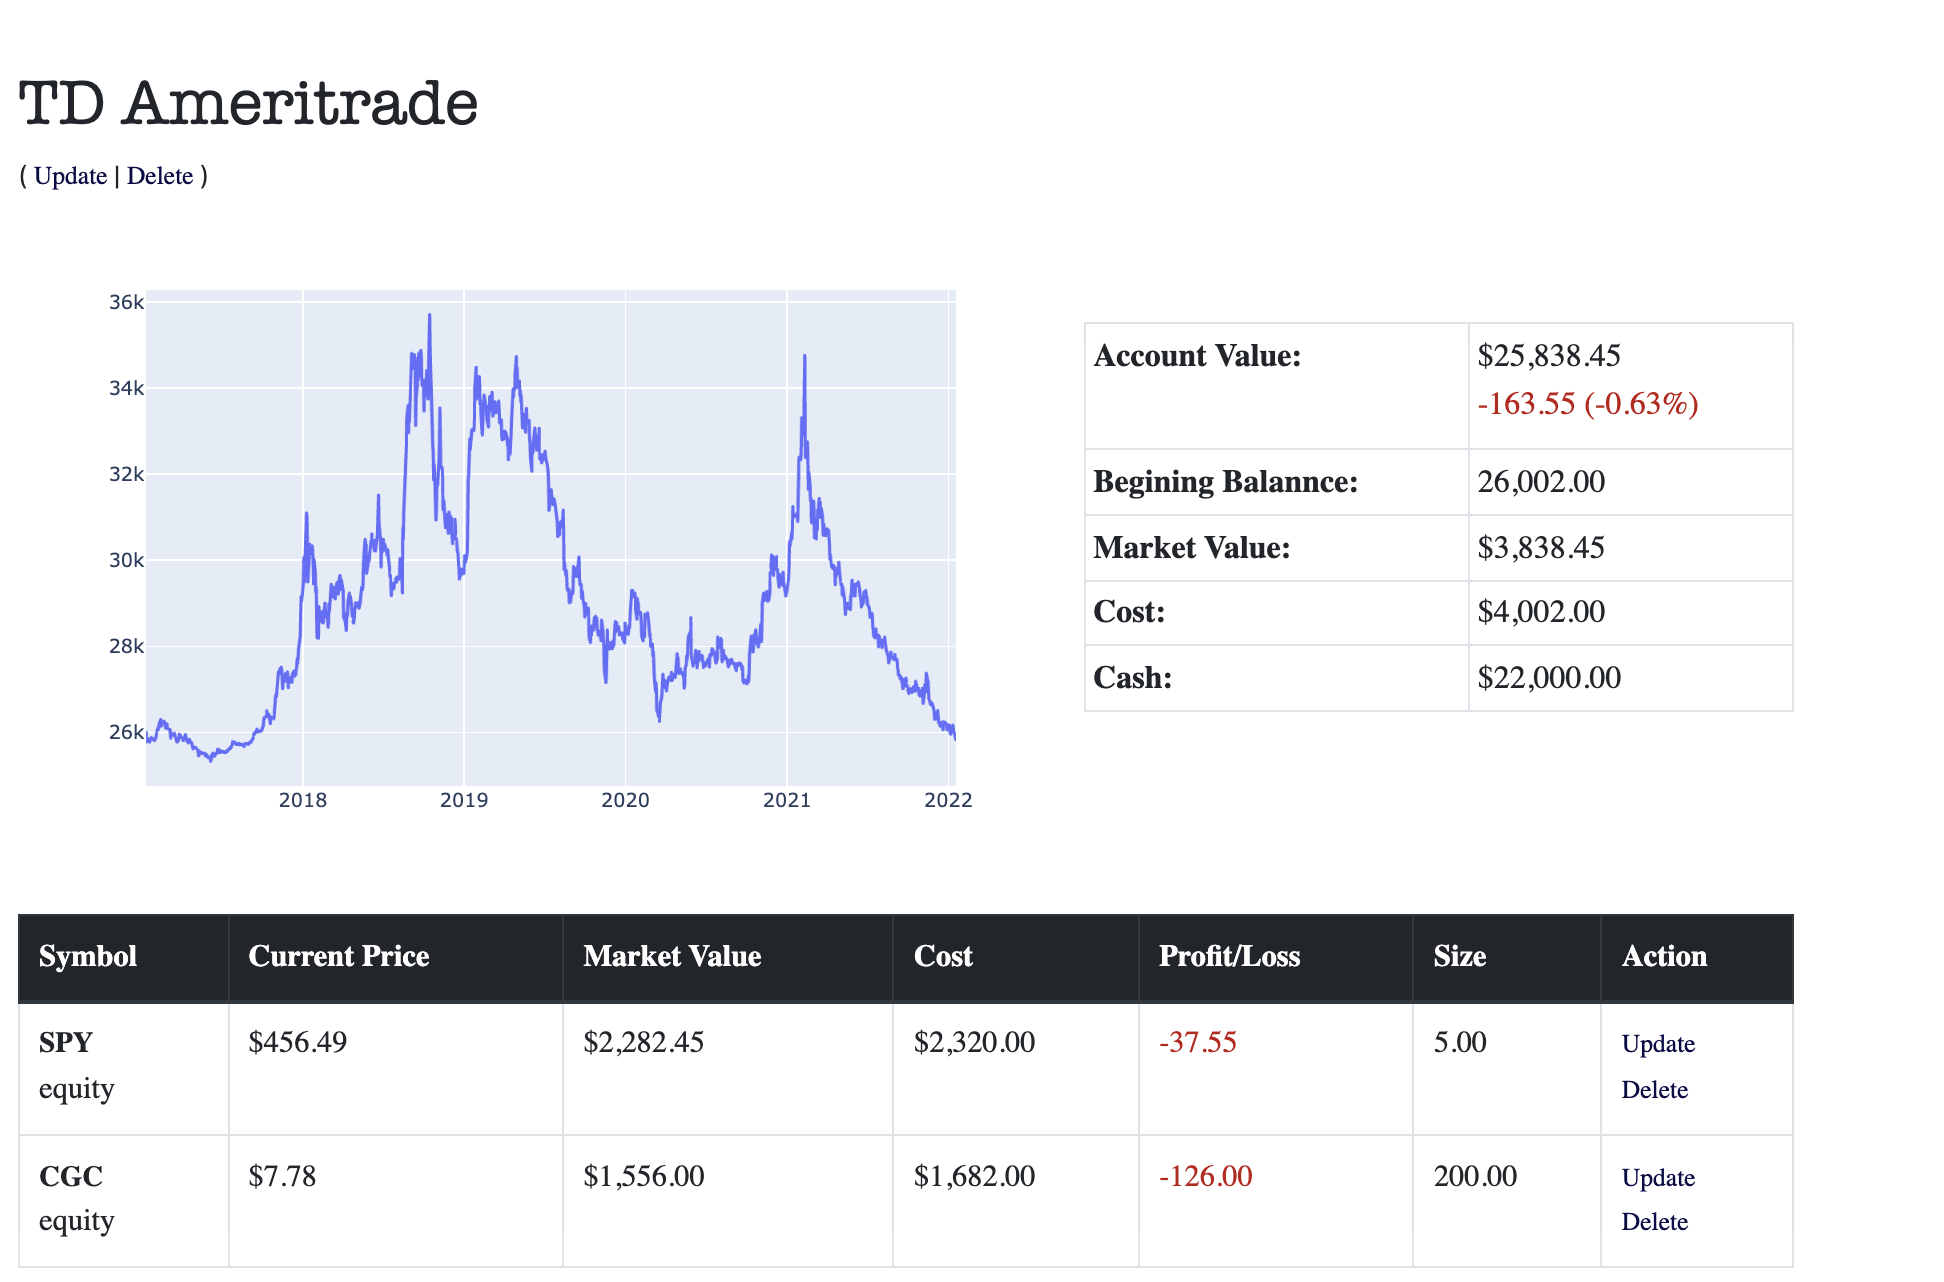 TD Ameritrade
( Update | Delete )
36k
34k
32k
30k
28k
26k
2018 2019 2020 2021 2022
Account Value: $25,838.45
-163.55 (-0.63%)
Begining Balannce: 26,002.00
Market Value: $3,838.45
Cost: $4,002.00
Cash: $22,000.00
Symbol Current Price Market Value Cost Profit/Loss Size Action
SPY $456.49 $2,282.45 $2,320.00 -37.55 5.00 Update
equity Delete
CGC $7.78 $1,556.00 $1,682.00 -126.00 200.00 Update
equity Delete